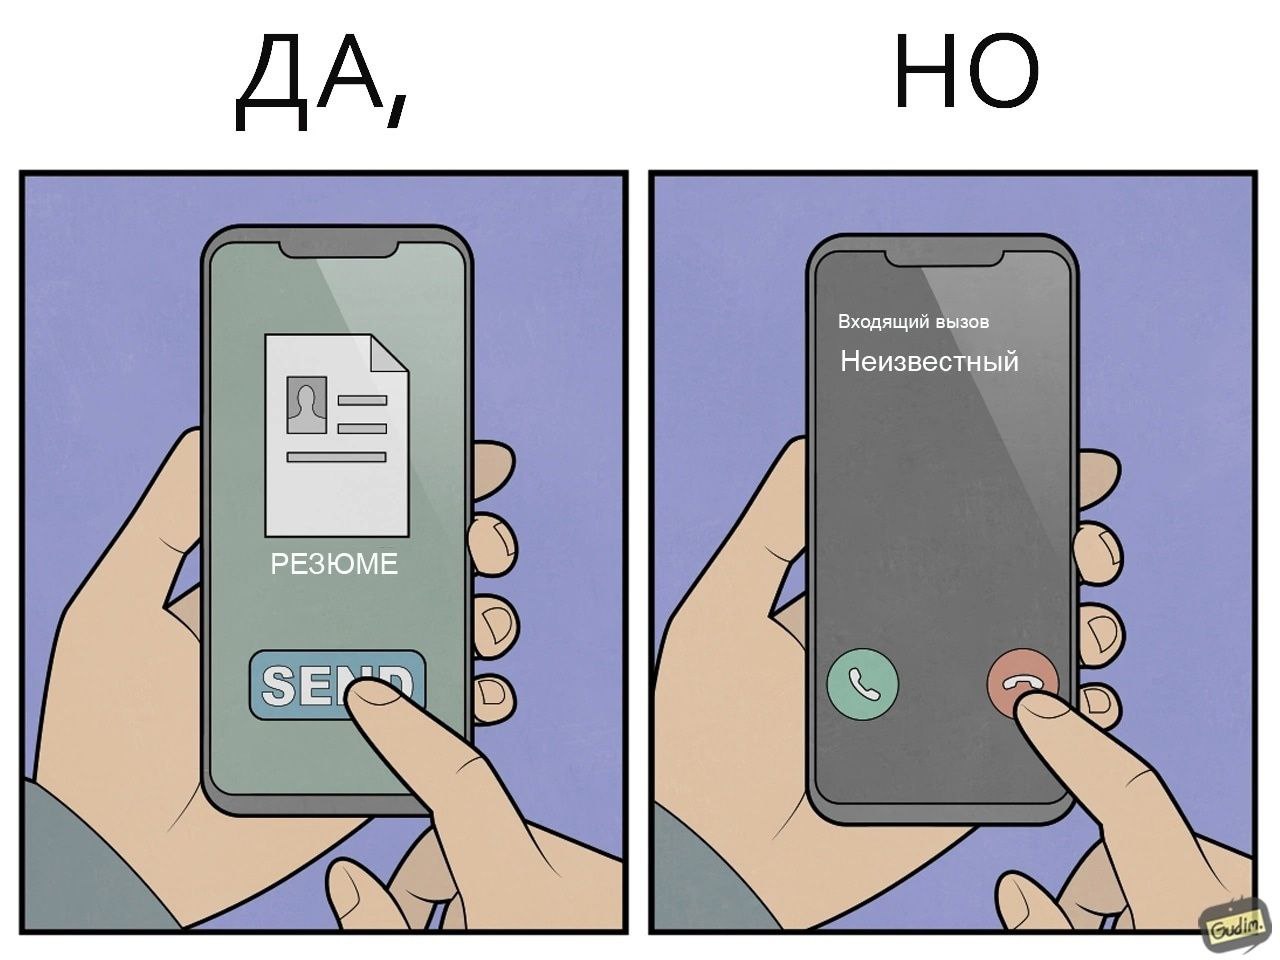 ДА,
НО
РЕЗЮМЕ
SEND
Входящий вызов
Неизвестный
Gudim.